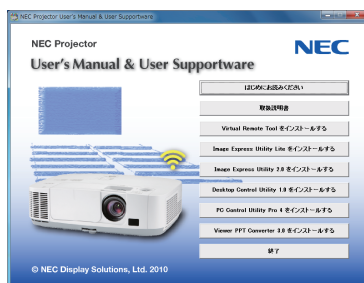 NEC Projector User's Manual & User Supportware
NEC Projector
NEC
User's Manual & User Supportware
はじめにお読みください
取扱説明書
Virtual Remote Tool をインストールする
Image Express Utility Lite をインストールする
Image Express Utility 2.0 をインストールする
Desktop Control Utility 1.0 をインストールする
PC Control Utility Pro 4 をインストールする
Viewer PPT Converter 3.0 をインストールする
終了
© NEC Display Solutions, Ltd. 2010